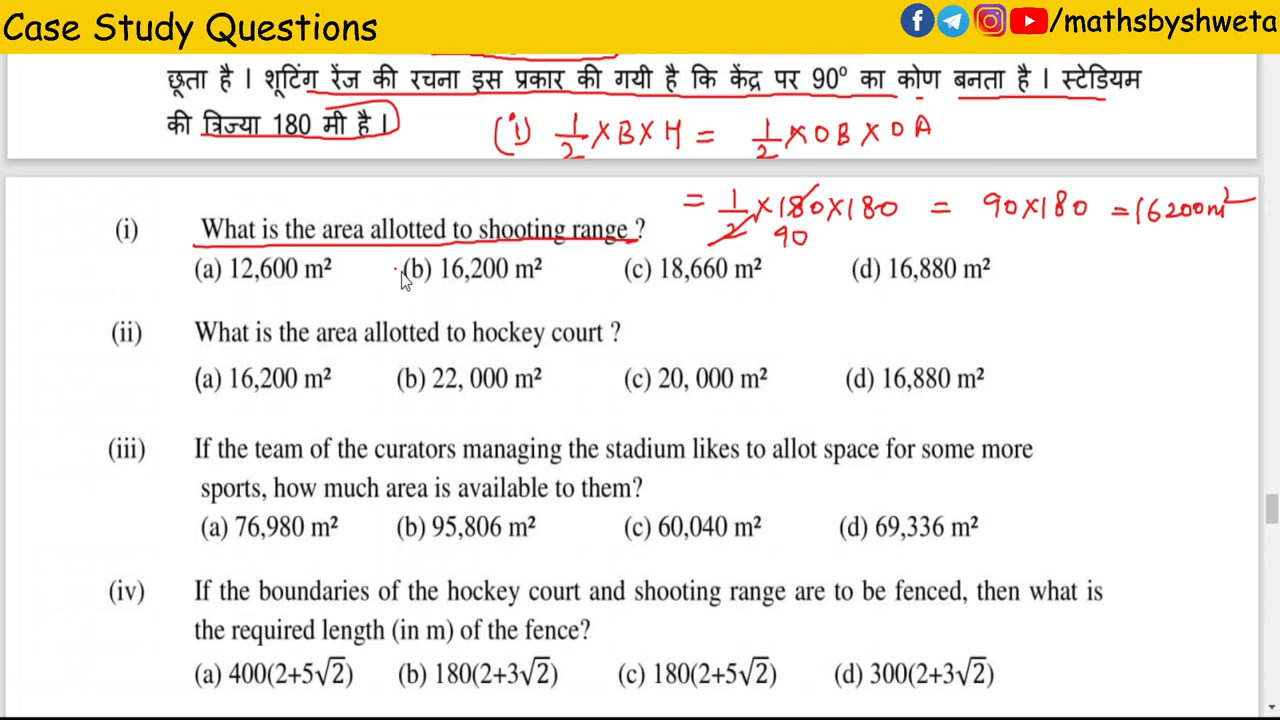 Case Study Questions
/mathsbyshweta
छूता है । शूटिंग रेंज की रचना इस प्रकार की गयी है कि केंद्र पर 90° का कोण बनता है । स्टेडियम
की त्रिज्या 180 मी है ।
(i) 1/2 × B × H = 1/2 × OB × OA
= 1/2 × 180 × 180 = 90 × 180 = 16200 m²
90
(i) What is the area allotted to shooting range ?
(a) 12,600 m² (b) 16,200 m² (c) 18,660 m² (d) 16,880 m²
(ii) What is the area allotted to hockey court ?
(a) 16,200 m² (b) 22, 000 m² (c) 20, 000 m² (d) 16,880 m²
(iii) If the team of the curators managing the stadium likes to allot space for some more
sports, how much area is available to them?
(a) 76,980 m² (b) 95,806 m² (c) 60,040 m² (d) 69,336 m²
(iv) If the boundaries of the hockey court and shooting range are to be fenced, then what is
the required length (in m) of the fence?
(a) 400(2+5√2) (b) 180(2+3√2) (c) 180(2+5√2) (d) 300(2+3√2)